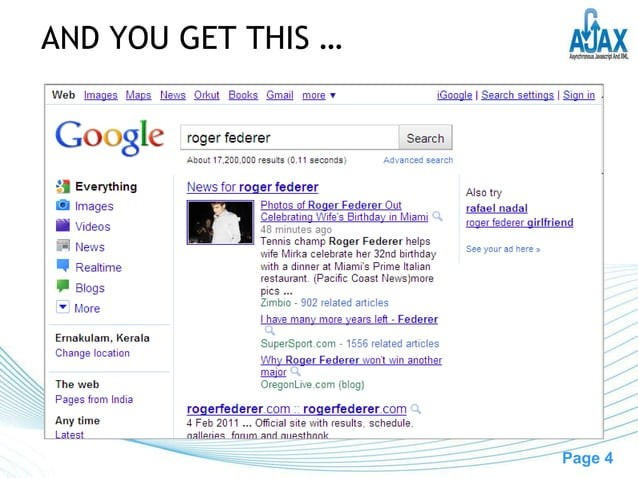 AND YOU GET THIS ...
AJAX
Asynchronous Javascript And XML
Web Images Maps News Orkut Books Gmail more ▼
iGoogle | Search settings | Sign in
Google
roger federer
Search
About 17,200,000 results (0.11 seconds)
Advanced search
Everything
Images
Videos
News
Realtime
Blogs
More
Ernakulam, Kerala
Change location
The web
Pages from India
Any time
Latest
News for roger federer
Photos of Roger Federer Out
Celebrating Wife's Birthday in Miami
48 minutes ago
Tennis champ Roger Federer helps
wife Mirka celebrate her 32nd birthday
with a dinner at Miami's Prime Italian
restaurant. (Pacific Coast News)more
pics ...
Zimbio - 902 related articles
I have many more years left - Federer
SuperSport.com - 1556 related articles
Why Roger Federer won't win another
major
OregonLive.com (blog)
rogerfederer.com :: rogerfederer.com
4 Feb 2011 ... Official site with results, schedule,
galleries, forum and guestbook
Also try
rafael nadal
roger federer girlfriend
See your ad here »
Page 4